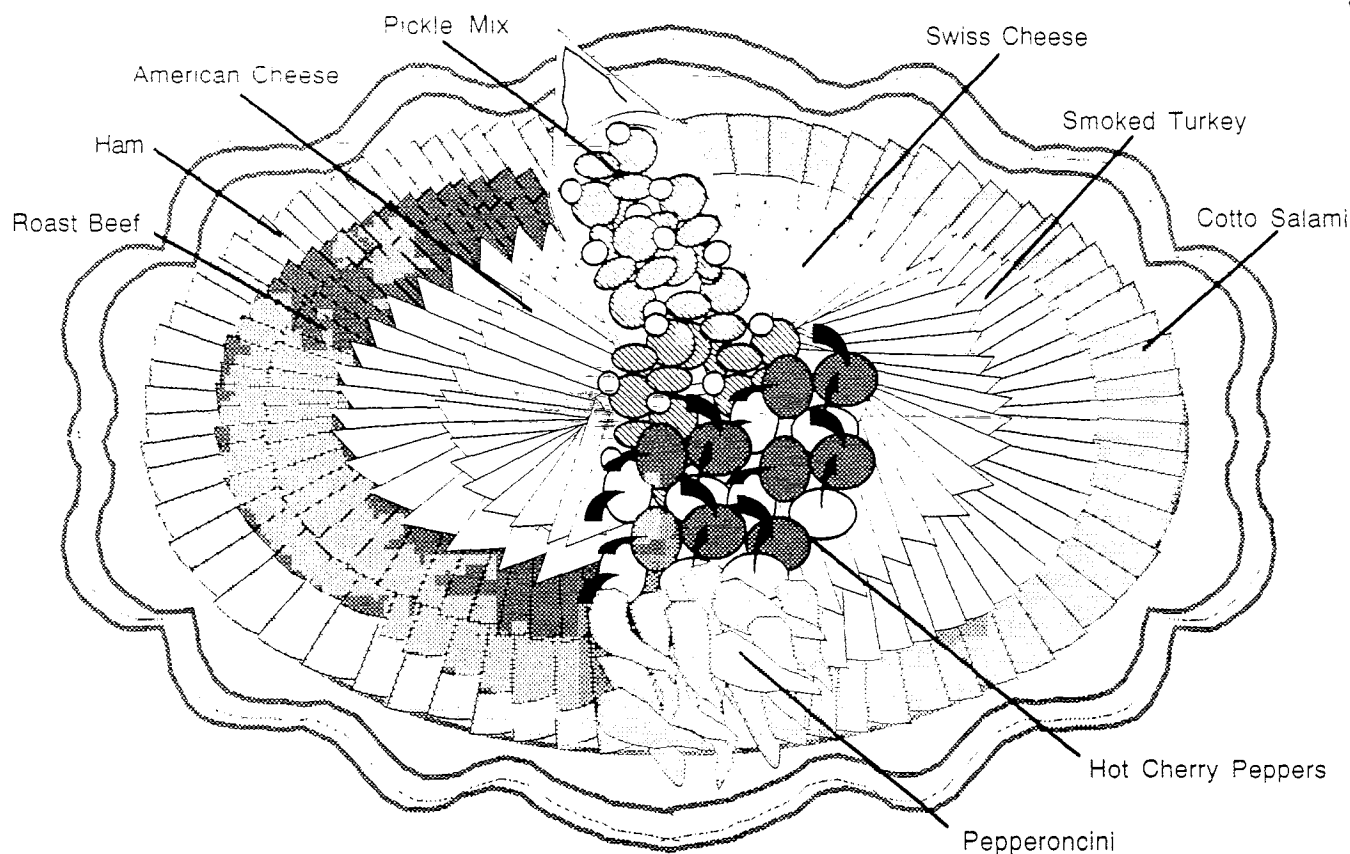 Pickle Mix
Swiss Cheese
American Cheese
Smoked Turkey
Ham
Cotto Salami
Roast Beef
Hot Cherry Peppers
Pepperoncini